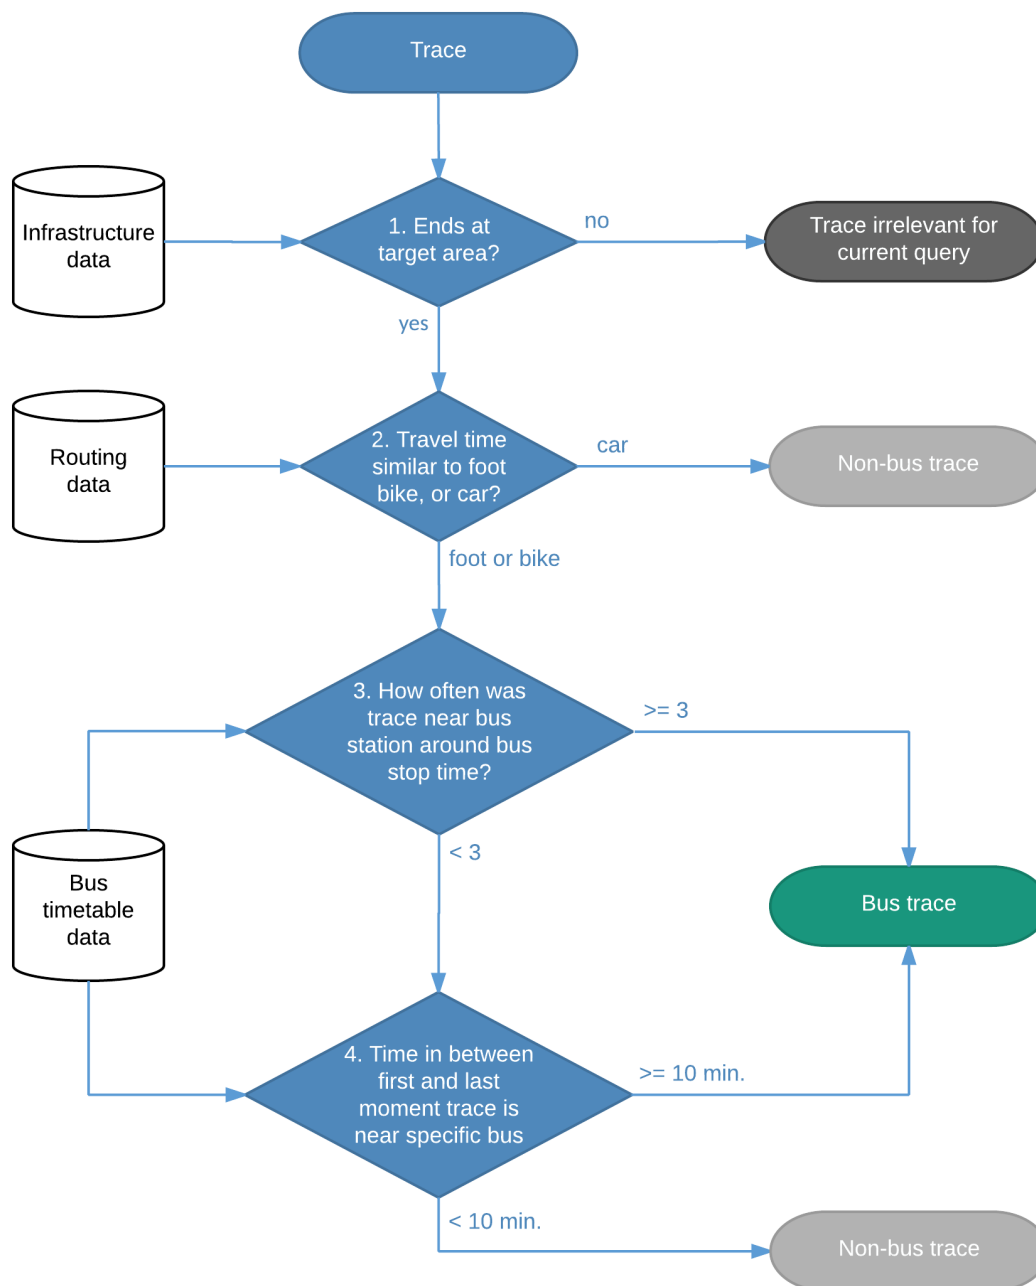 Trace
Infrastructure
data
1. Ends at
target area?
no
Trace irrelevant for
current query
yes
Routing
data
2. Travel time
similar to foot
bike, or car?
car
Non-bus trace
foot or bike
3. How often was
trace near bus
station around bus
stop time?
>= 3
< 3
Bus
timetable
data
Bus trace
4. Time in between
first and last
moment trace is
near specific bus
>= 10 min.
< 10 min.
Non-bus trace